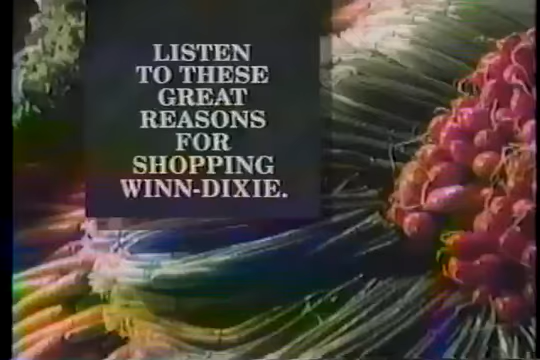 LISTEN
TO THESE
GREAT
REASONS
FOR
SHOPPING
WINN-DIXIE.